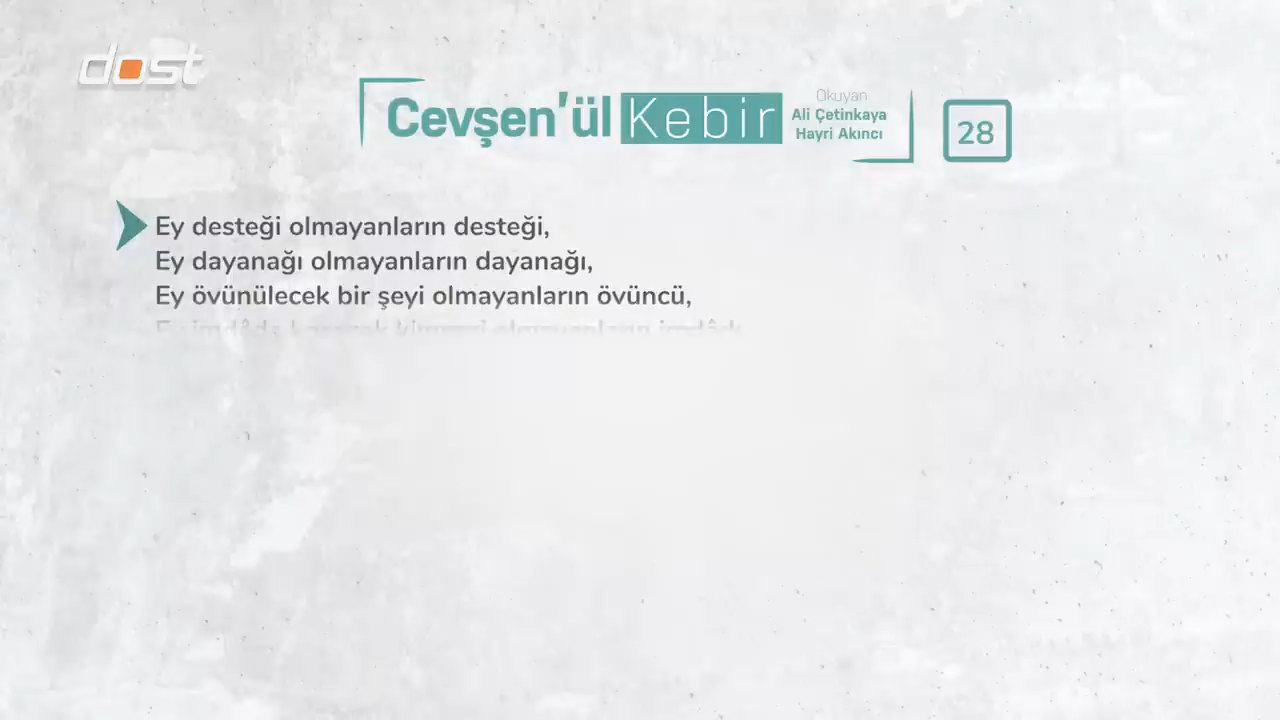 dost
Cevşen'ül Kebir
Okuyan
Ali Çetinkaya
Hayri Akıncı
28
Ey desteği olmayanların desteği,
Ey dayanağı olmayanların dayanağı,
Ey övünülecek bir şeyi olmayanların övüncü,